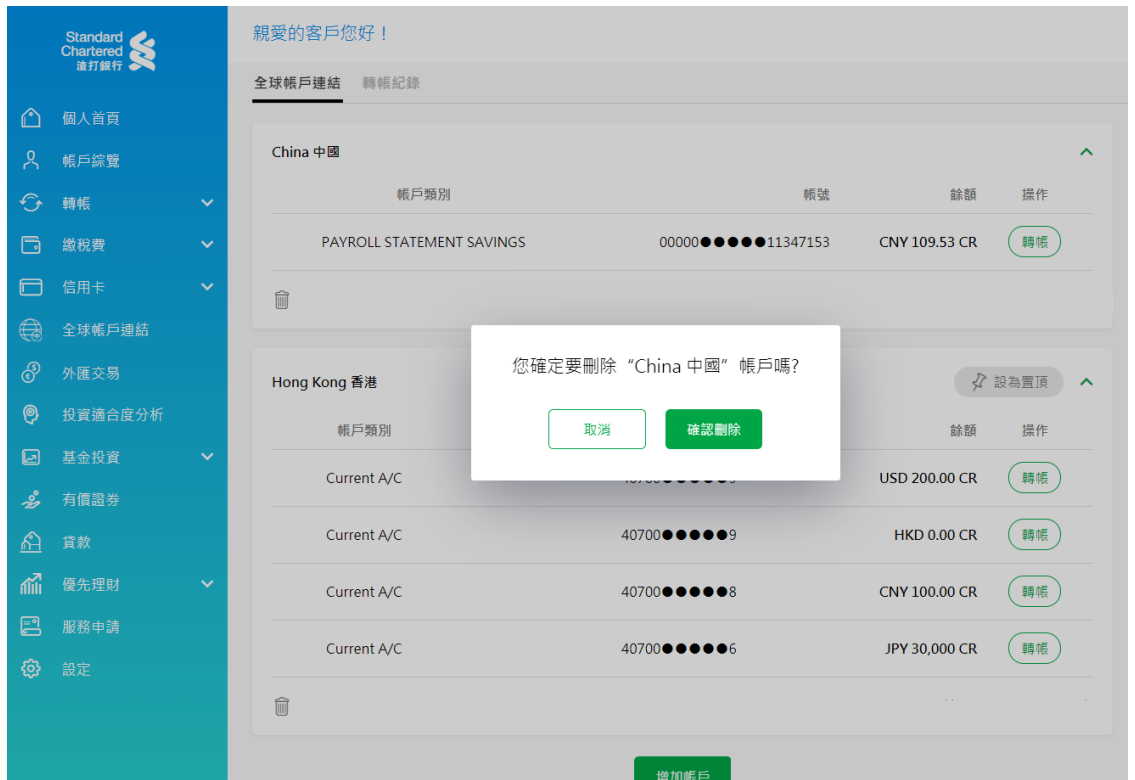 Standard
Chartered
渣打銀行
個人首頁
帳戶綜覽
轉帳
繳稅費
信用卡
全球帳戶連結
外匯交易
投資適合度分析
基金投資
有價證券
貸款
優先理財
服務申請
設定
親愛的客戶您好！
全球帳戶連結 轉帳紀錄
China 中國
帳戶類別 帳號 餘額 操作
PAYROLL STATEMENT SAVINGS 00000●●●●●11347153 CNY 109.53 CR 轉帳
您確定要刪除“China 中國”帳戶嗎?
取消 確認刪除
Hong Kong 香港 設為置頂
帳戶類別 餘額 操作
Current A/C USD 200.00 CR 轉帳
Current A/C 40700●●●●●9 HKD 0.00 CR 轉帳
Current A/C 40700●●●●●8 CNY 100.00 CR 轉帳
Current A/C 40700●●●●●6 JPY 30,000 CR 轉帳
增加帳戶